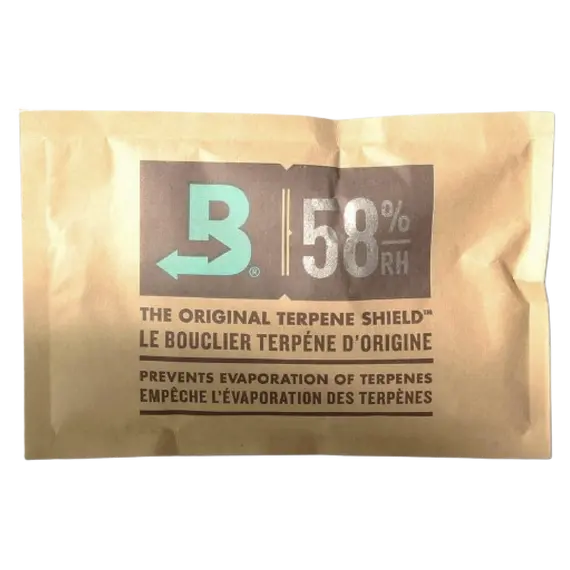 B® 58% RH
THE ORIGINAL TERPENE SHIELD™
LE BOUCLIER TERPÉNE D'ORIGINE
PREVENTS EVAPORATION OF TERPENES
EMPÊCHE L'ÉVAPORATION DES TERPÈNES